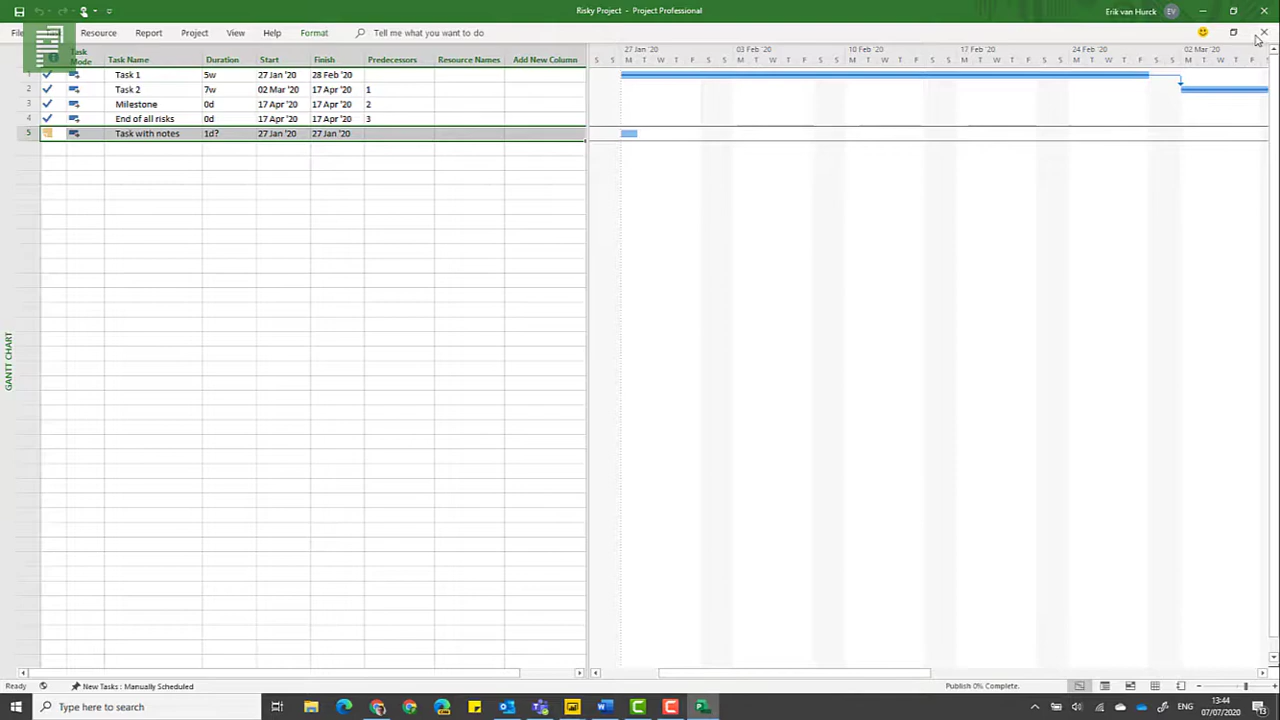 Risky Project - Project Professional
Erik van Hurck EV
File Resource Report Project View Help Format Tell me what you want to do
Task Mode Task Name Duration Start Finish Predecessors Resource Names Add New Column
27 Jan '20 03 Feb '20 10 Feb '20 17 Feb '20 24 Feb '20 02 Mar '20
S S M T W T F S S M T W T F S S M T W T F S S M T W T F S S M T W T F S S M T W T
1 Task 1 5w 27 Jan '20 28 Feb '20
2 Task 2 7w 02 Mar '20 17 Apr '20 1
3 Milestone 0d 17 Apr '20 17 Apr '20 2
4 End of all risks 0d 17 Apr '20 17 Apr '20 3
5 Task with notes 1d? 27 Jan '20 27 Jan '20
GANTT CHART
Ready New Tasks : Manually Scheduled Publish 0% Complete.
Type here to search
ENG
13:44
07/07/2020
13